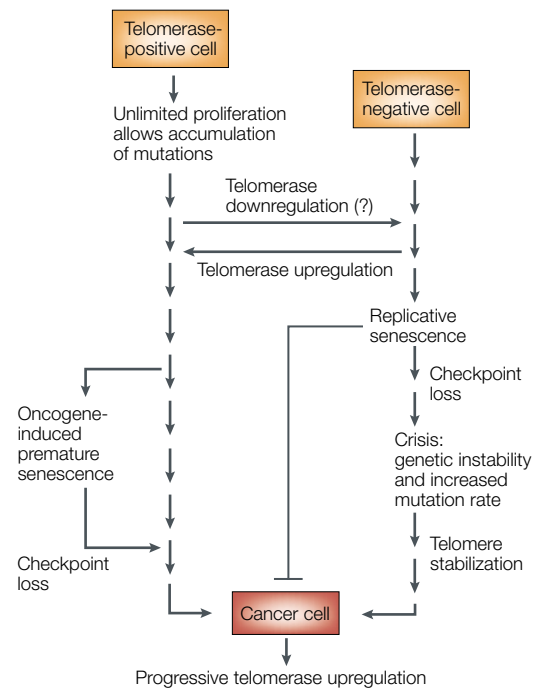 Telomerase-
positive cell
Telomerase-
negative cell
Unlimited proliferation
allows accumulation
of mutations
Telomerase
downregulation (?)
Telomerase upregulation
Replicative
senescence
Checkpoint
loss
Oncogene-
induced
premature
senescence
Crisis:
genetic instability
and increased
mutation rate
Telomere
stabilization
Checkpoint
loss
Cancer cell
Progressive telomerase upregulation